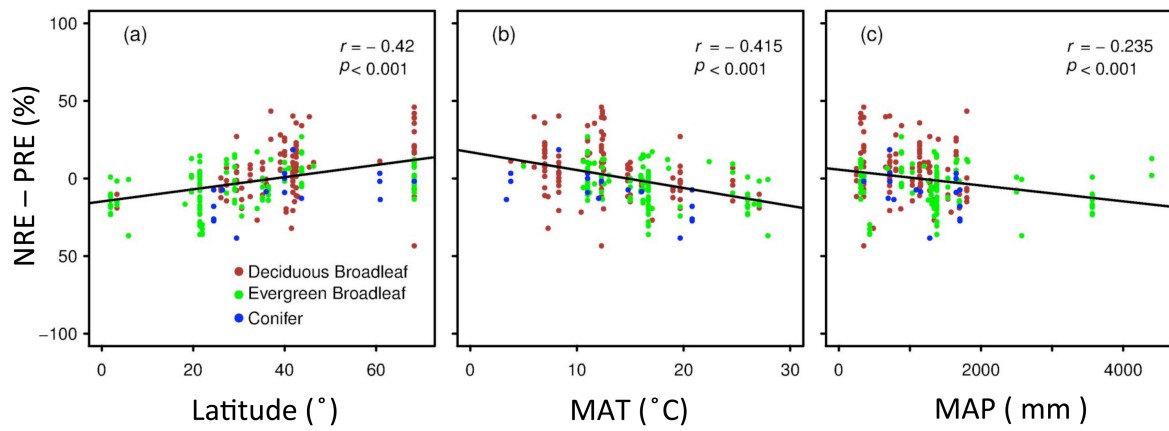 NRE – PRE (%)
100
50
0
50
−100
(a)
r = − 0.42
p < 0.001
Deciduous Broadleaf
Evergreen Broadleaf
Conifer
0 20 40 60
Latitude (˚)
(b)
r = − 0.415
p < 0.001
0 10 20 30
MAT (˚C)
(c)
r = − 0.235
p < 0.001
0 2000 4000
MAP ( mm )